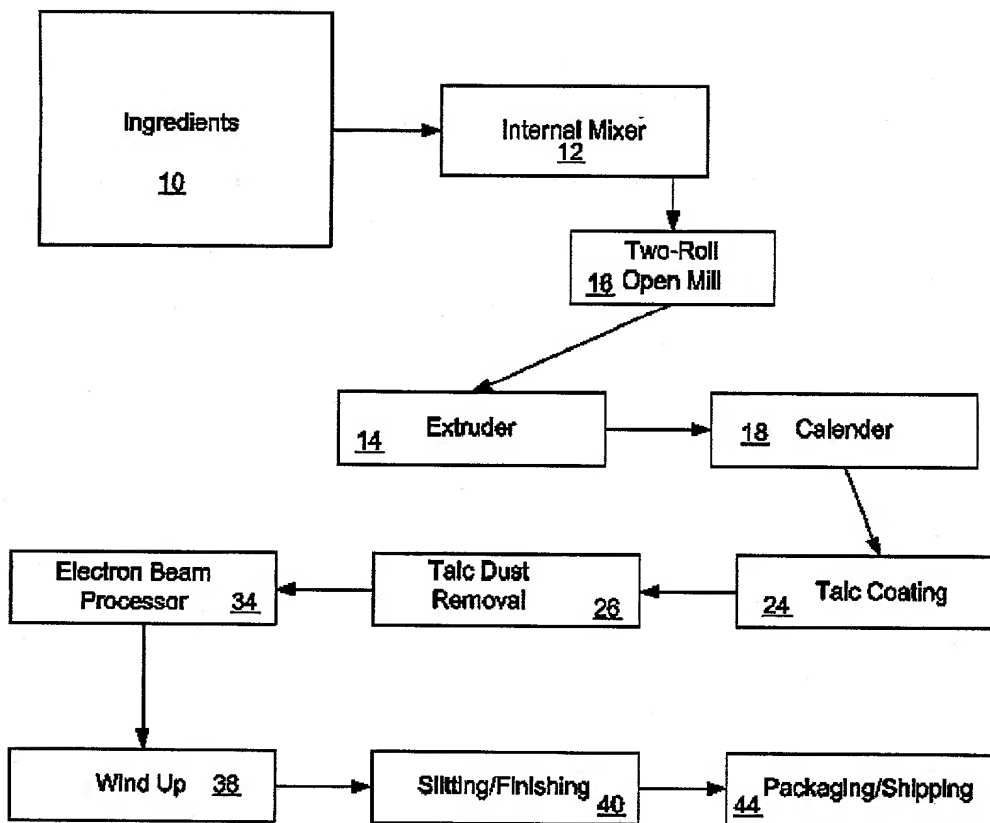 Ingredients
10
Internal Mixer
12
Two-Roll
16 Open Mill
14 Extruder
18 Calender
Electron Beam
Processor 34
Talc Dust
Removal 26
24 Talc Coating
Wind Up 38
Slitting/Finishing 40
44 Packaging/Shipping